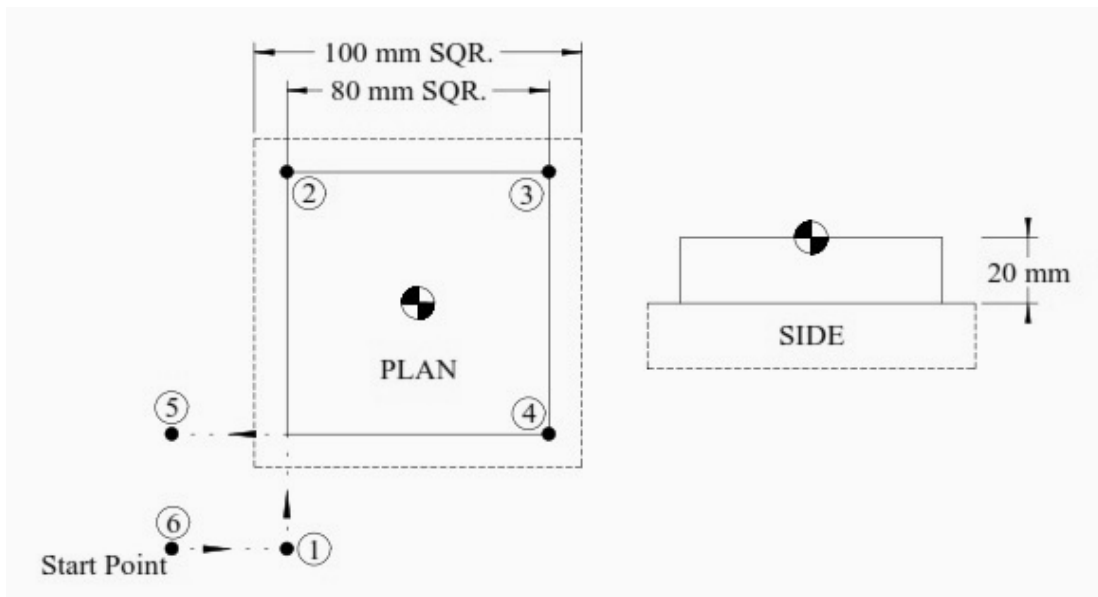 100 mm SQR.
80 mm SQR.
2
3
20 mm
SIDE
PLAN
5
4
6
1
Start Point